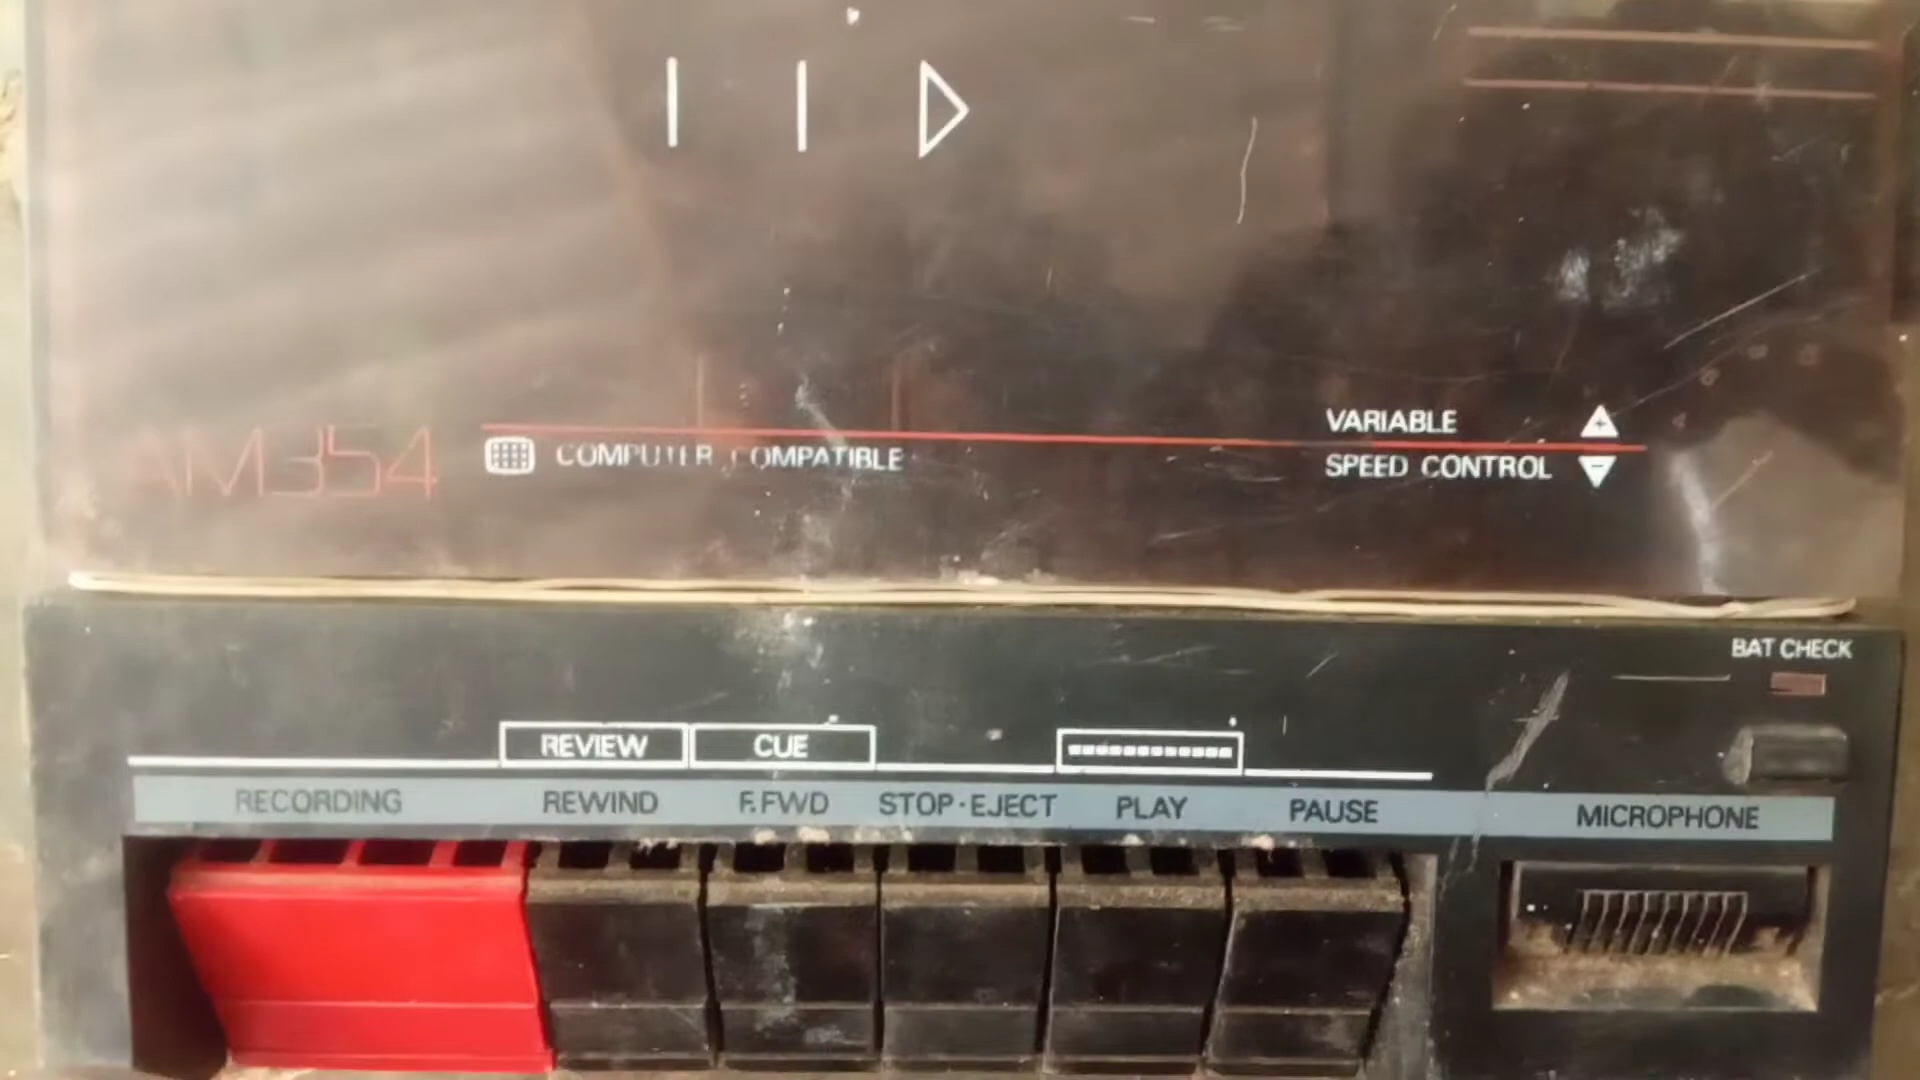 AM354
COMPUTER COMPATIBLE
VARIABLE
SPEED CONTROL
BAT CHECK
REVIEW CUE
RECORDING REWIND F.FWD STOP·EJECT PLAY PAUSE MICROPHONE